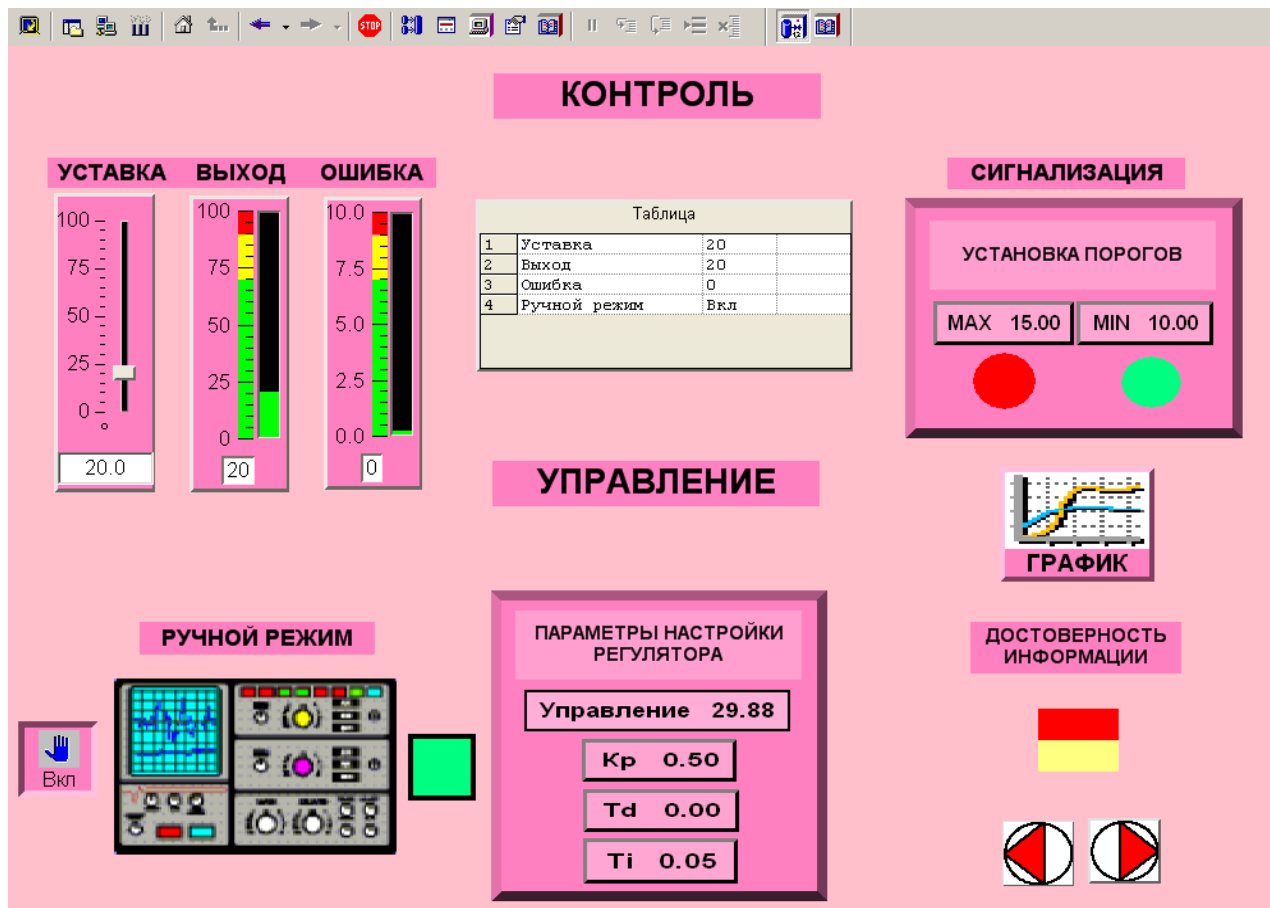 STOP
КОНТРОЛЬ
УСТАВКА ВЫХОД ОШИБКА
100
75
50
25
0
20.0
100
75
50
25
0
20
10.0
7.5
5.0
2.5
0.0
0
Таблица
1 Уставка 20
2 Выход 20
3 Ошибка 0
4 Ручной режим Вкл
СИГНАЛИЗАЦИЯ
УСТАНОВКА ПОРОГОВ
MAX 15.00 MIN 10.00
ГРАФИК
УПРАВЛЕНИЕ
РУЧНОЙ РЕЖИМ
Вкл
ПАРАМЕТРЫ НАСТРОЙКИ
РЕГУЛЯТОРА
Управление 29.88
Kp 0.50
Td 0.00
Ti 0.05
ДОСТОВЕРНОСТЬ
ИНФОРМАЦИИ